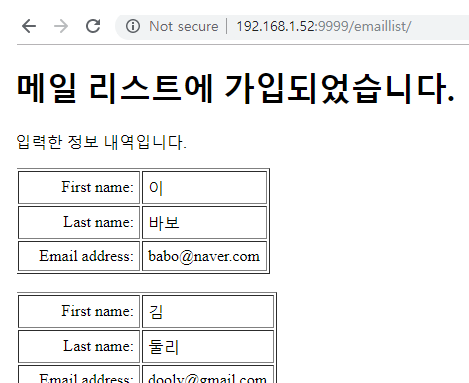 Not secure | 192.168.1.52:9999/emaillist/
메일 리스트에 가입되었습니다.
입력한 정보 내역입니다.
First name: 이
Last name: 바보
Email address: babo@naver.com
First name: 김
Last name: 둘리
Email address: dooly@gmail.com